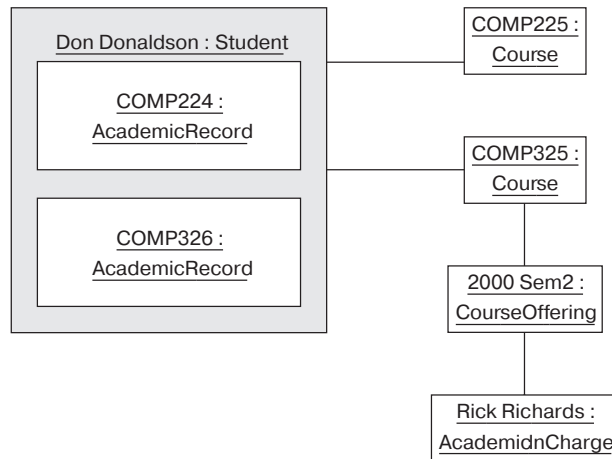 Don Donaldson : Student
COMP224 :
AcademicRecord
COMP326 :
AcademicRecord
COMP225 :
Course
COMP325 :
Course
2000 Sem2 :
CourseOffering
Rick Richards :
AcademidnCharge